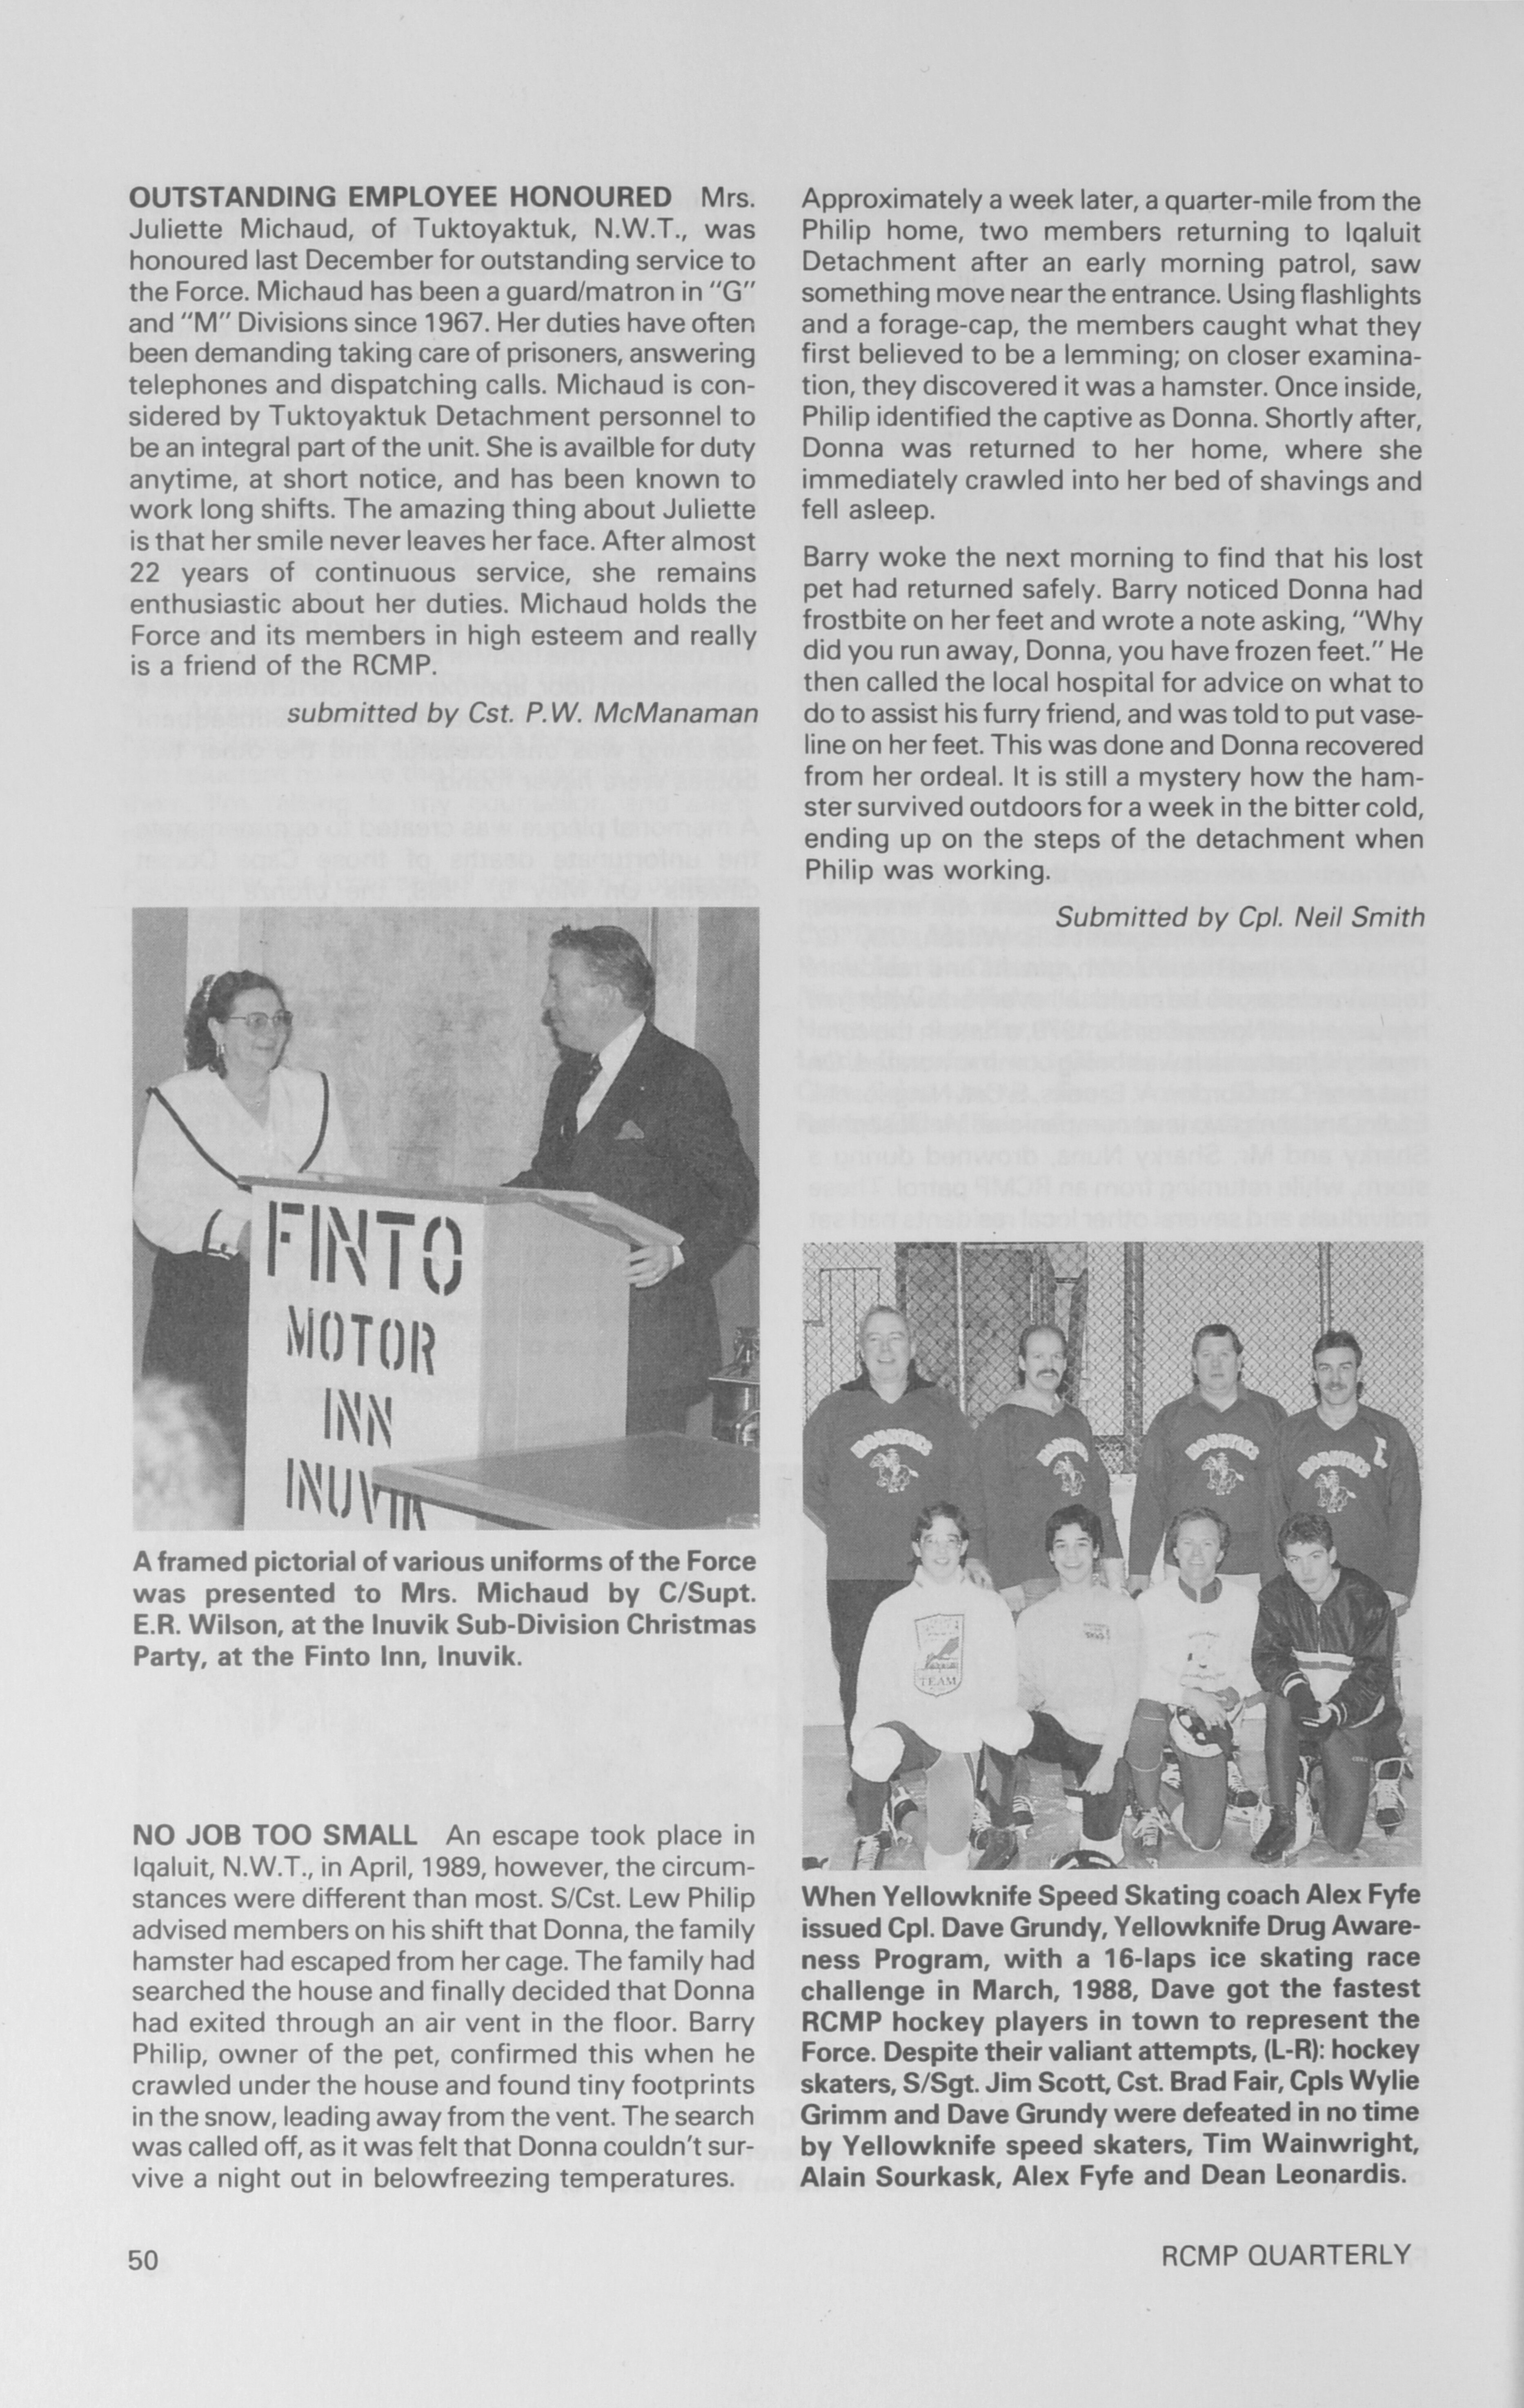 OUTSTANDING EMPLOYEE HONOURED Mrs.
Juliette Michaud, of Tuktoyaktuk, N.W.T., was
honoured last December for outstanding service to
the Force. Michaud has been a guard/matron in "G"
and "M" Divisions since 1967. Her duties have often
been demanding taking care of prisoners, answering
telephones and dispatching calls. Michaud is con-
sidered by Tuktoyaktuk Detachment personnel to
be an integral part of the unit. She is availble for duty
anytime, at short notice, and has been known to
work long shifts. The amazing thing about Juliette
is that her smile never leaves her face. After almost
22 years of continuous service, she remains
enthusiastic about her duties. Michaud holds the
Force and its members in high esteem and really
is a friend of the RCMP.
submitted by Cst. P.W. McManaman
FINTO
MOTOR
INN
INUVIK
A framed pictorial of various uniforms of the Force
was presented to Mrs. Michaud by C/Supt.
E.R. Wilson, at the Inuvik Sub-Division Christmas
Party, at the Finto Inn, Inuvik.
NO JOB TOO SMALL An escape took place in
Iqaluit, N.W.T., in April, 1989, however, the circum-
stances were different than most. S/Cst. Lew Philip
advised members on his shift that Donna, the family
hamster had escaped from her cage. The family had
searched the house and finally decided that Donna
had exited through an air vent in the floor. Barry
Philip, owner of the pet, confirmed this when he
crawled under the house and found tiny footprints
in the snow, leading away from the vent. The search
was called off, as it was felt that Donna couldn't sur-
vive a night out in belowfreezing temperatures.
Approximately a week later, a quarter-mile from the
Philip home, two members returning to Iqaluit
Detachment after an early morning patrol, saw
something move near the entrance. Using flashlights
and a forage-cap, the members caught what they
first believed to be a lemming; on closer examina-
tion, they discovered it was a hamster. Once inside,
Philip identified the captive as Donna. Shortly after,
Donna was returned to her home, where she
immediately crawled into her bed of shavings and
fell asleep.
Barry woke the next morning to find that his lost
pet had returned safely. Barry noticed Donna had
frostbite on her feet and wrote a note asking, "Why
did you run away, Donna, you have frozen feet." He
then called the local hospital for advice on what to
do to assist his furry friend, and was told to put vase-
line on her feet. This was done and Donna recovered
from her ordeal. It is still a mystery how the ham-
ster survived outdoors for a week in the bitter cold,
ending up on the steps of the detachment when
Philip was working.
Submitted by Cpl. Neil Smith
TEAM
When Yellowknife Speed Skating coach Alex Fyfe
issued Cpl. Dave Grundy, Yellowknife Drug Aware-
ness Program, with a 16-laps ice skating race
challenge in March, 1988, Dave got the fastest
RCMP hockey players in town to represent the
Force. Despite their valiant attempts, (L-R): hockey
skaters, S/Sgt. Jim Scott, Cst. Brad Fair, Cpls Wylie
Grimm and Dave Grundy were defeated in no time
by Yellowknife speed skaters, Tim Wainwright,
Alain Sourkask, Alex Fyfe and Dean Leonardis.
50
RCMP QUARTERLY